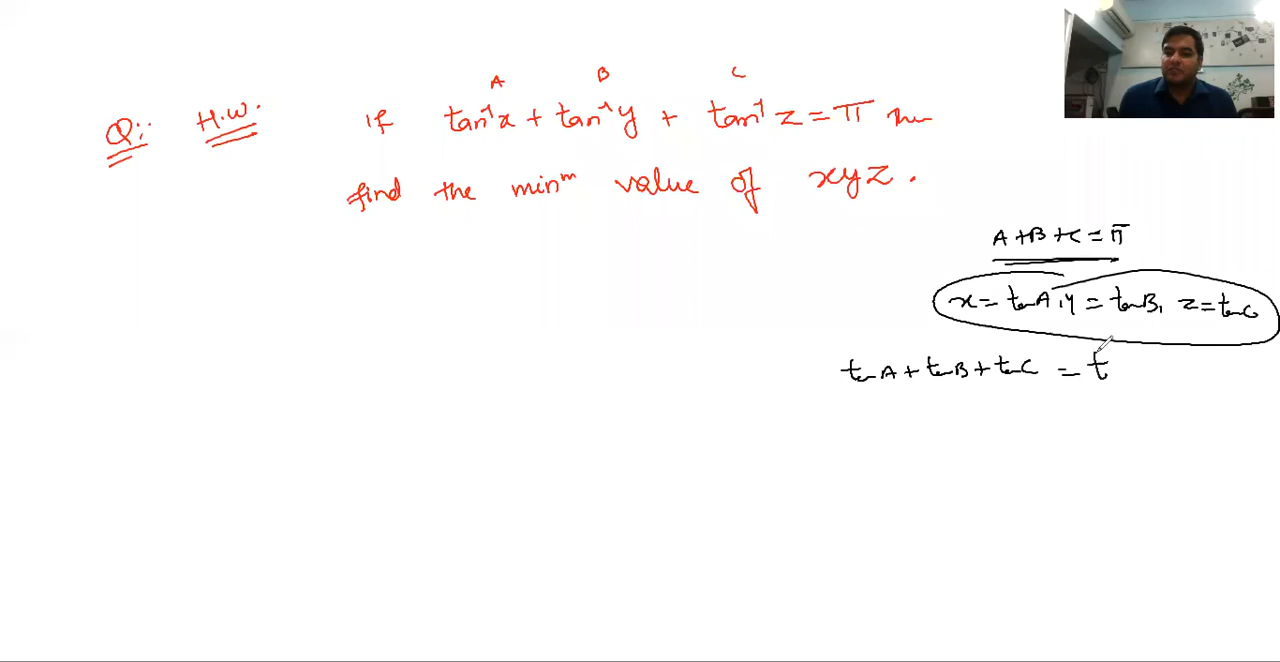 A B C
Q:: H.W. If tan⁻¹x + tan⁻¹y + tan⁻¹z = π then
find the minᵐ value of xyz.
A+B+C = π
x = tanA, y = tanB, z = tanC
tanA + tanB + tanC = t